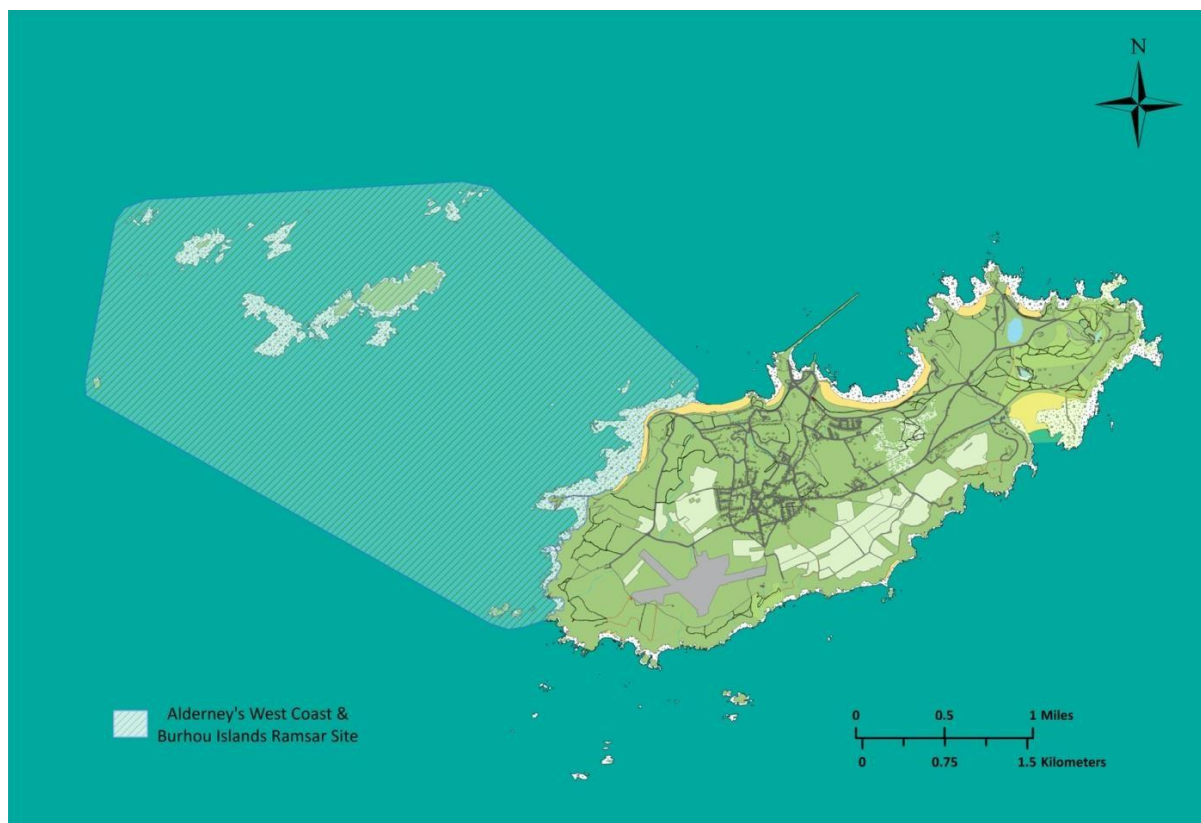 N
Alderney's West Coast &
Burhou Islands Ramsar Site
0 0.5 1 Miles
0 0.75 1.5 Kilometers